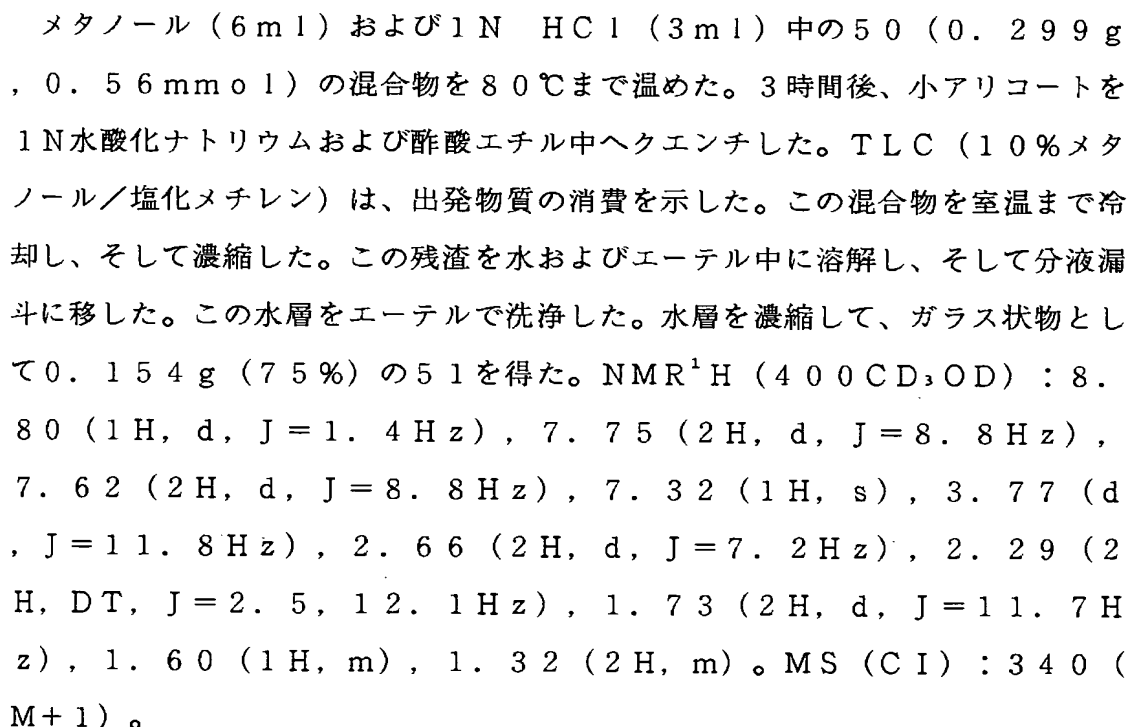 メタノール(6ml)および1N HCl(3ml)中の50(0.299g
,0.56mmol)の混合物を80℃まで温めた。3時間後、小アリコートを
1N水酸化ナトリウムおよび酢酸エチル中へクエンチした。TLC(10%メタ
ノール/塩化メチレン)は、出発物質の消費を示した。この混合物を室温まで冷
却し、そして濃縮した。この残渣を水およびエーテル中に溶解し、そして分液漏
斗に移した。この水層をエーテルで洗浄した。水層を濃縮して、ガラス状物とし
て0.154g(75%)の51を得た。NMR¹H(400CD₃OD):8.
80(1H,d,J=1.4Hz),7.75(2H,d,J=8.8Hz),
7.62(2H,d,J=8.8Hz),7.32(1H,s),3.77(d
,J=11.8Hz),2.66(2H,d,J=7.2Hz),2.29(2
H,DT,J=2.5,12.1Hz),1.73(2H,d,J=11.7H
z),1.60(1H,m),1.32(2H,m)。MS(CI):340(
M+1)。